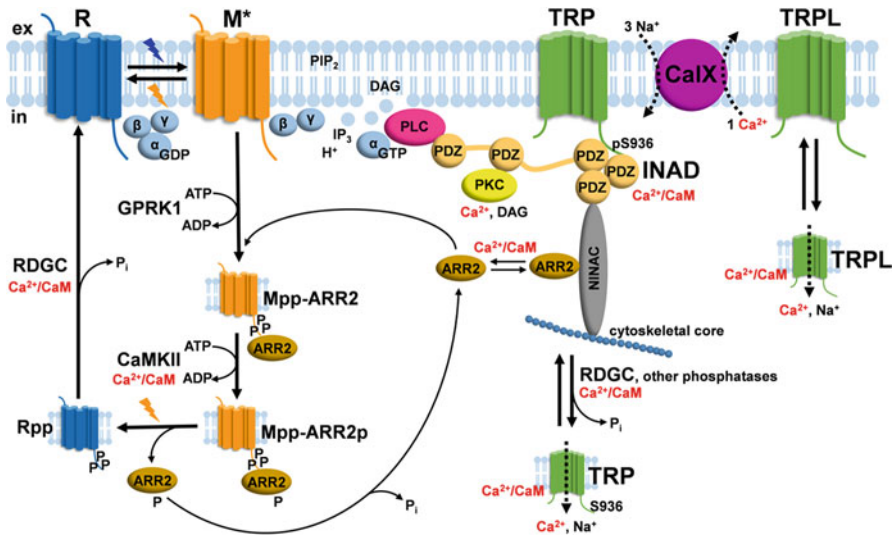 ex
R
M*
TRP
3 Na⁺
TRPL
CalX
PIP₂
DAG
in
β
γ
α
GDP
β
γ
IP₃
H⁺
α
GTP
PLC
1 Ca²⁺
pS936
PDZ
PDZ
PDZ
PDZ
PDZ
INAD
Ca²⁺/CaM
PKC
Ca²⁺, DAG
GPRK1
ATP
ADP
RDGC
Ca²⁺/CaM
Pᵢ
Mpp-ARR2
P
P
ARR2
ARR2
Ca²⁺/CaM
ARR2
NINAC
cytoskeletal core
Ca²⁺/CaM
TRPL
Ca²⁺, Na⁺
CaMKII
Ca²⁺/CaM
ATP
ADP
RDGC, other phosphatases
Ca²⁺/CaM
Pᵢ
Rpp
P
P
Mpp-ARR2p
P
P
ARR2
P
ARR2
P
Pᵢ
TRP
Ca²⁺/CaM
S936
Ca²⁺, Na⁺